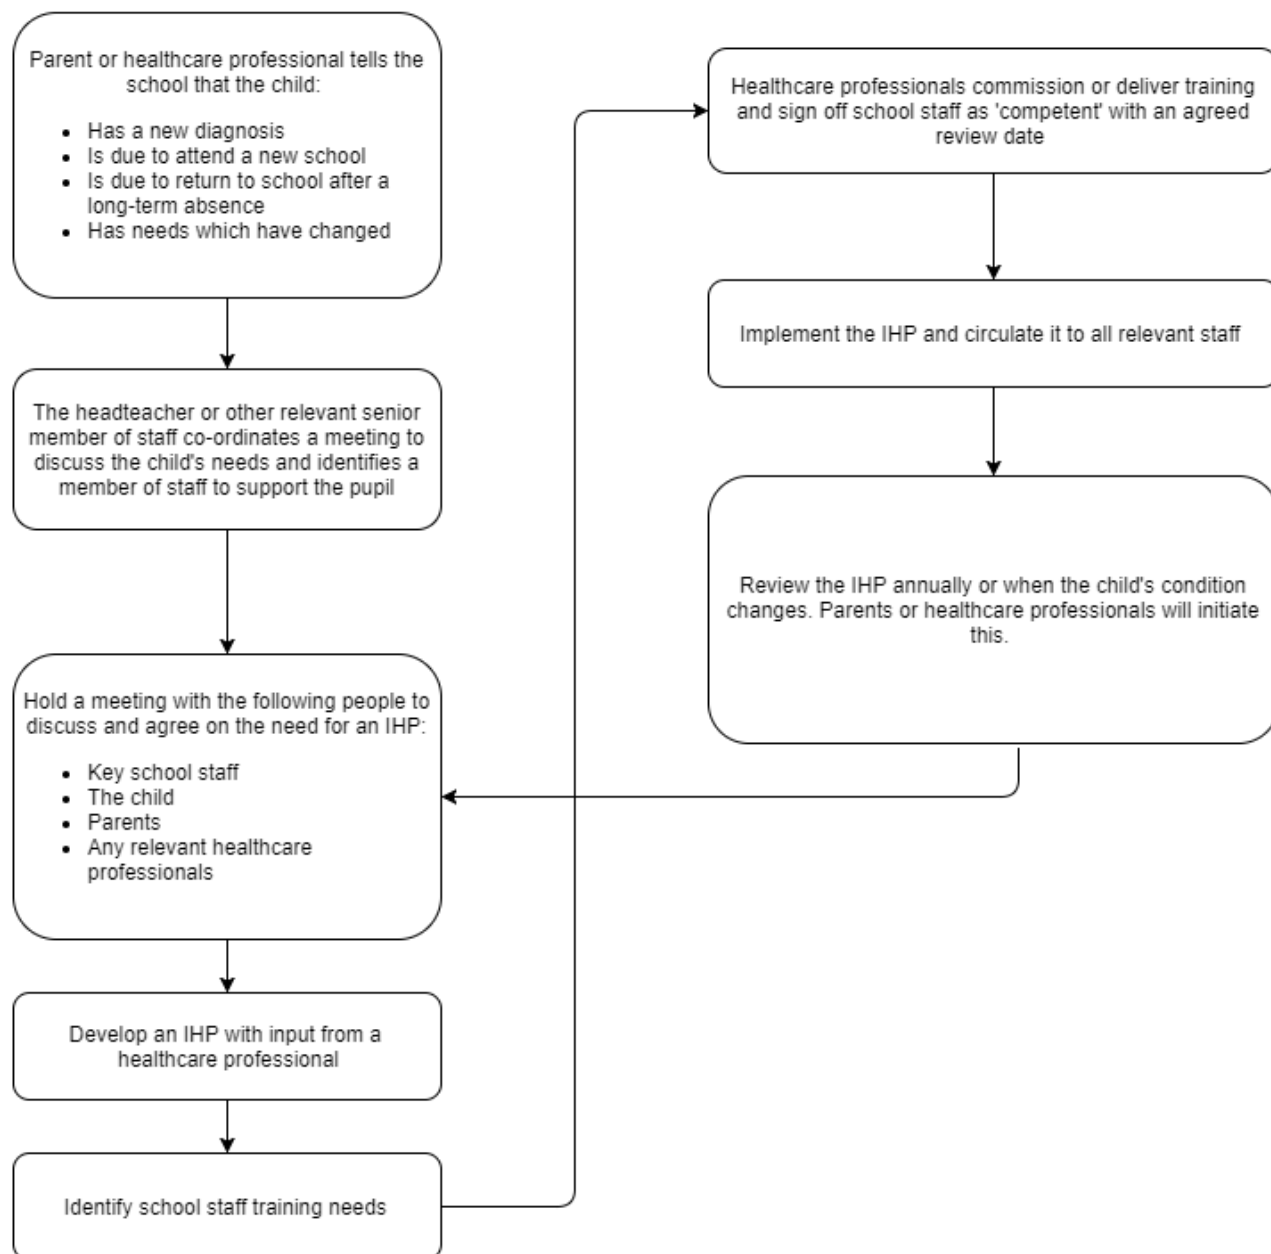 Parent or healthcare professional tells the
school that the child:
• Has a new diagnosis
• Is due to attend a new school
• Is due to return to school after a
long-term absence
• Has needs which have changed
The headteacher or other relevant senior
member of staff co-ordinates a meeting to
discuss the child's needs and identifies a
member of staff to support the pupil
Hold a meeting with the following people to
discuss and agree on the need for an IHP:
• Key school staff
• The child
• Parents
• Any relevant healthcare
professionals
Develop an IHP with input from a
healthcare professional
Identify school staff training needs
Healthcare professionals commission or deliver training
and sign off school staff as 'competent' with an agreed
review date
Implement the IHP and circulate it to all relevant staff
Review the IHP annually or when the child's condition
changes. Parents or healthcare professionals will initiate
this.